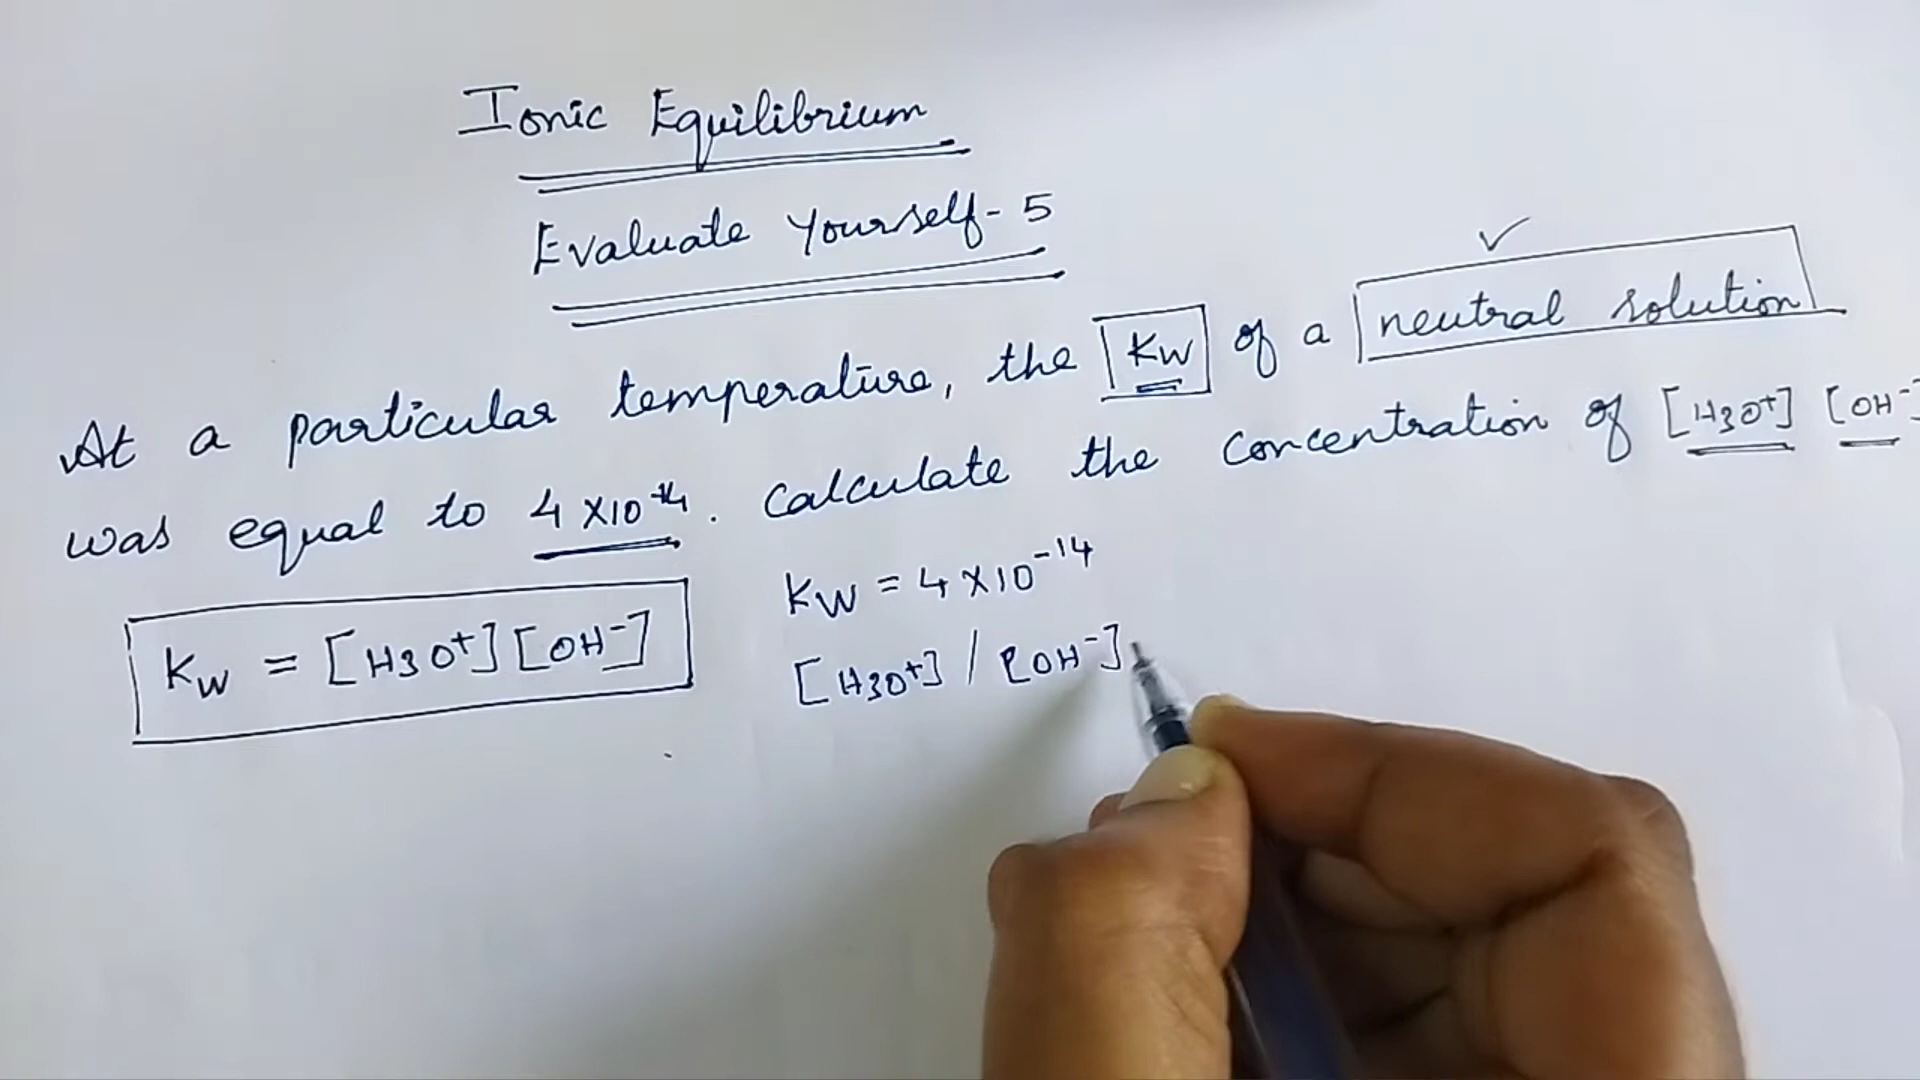 Ionic Equilibrium
Evaluate Yourself-5
At a particular temperature, the Kw of a neutral solution
was equal to 4 x10⁻¹⁴. Calculate the concentration of [H3O⁺] [OH⁻]
Kw = [H3O⁺][OH⁻]
Kw = 4 x10⁻¹⁴
[H3O⁺] / [OH⁻]